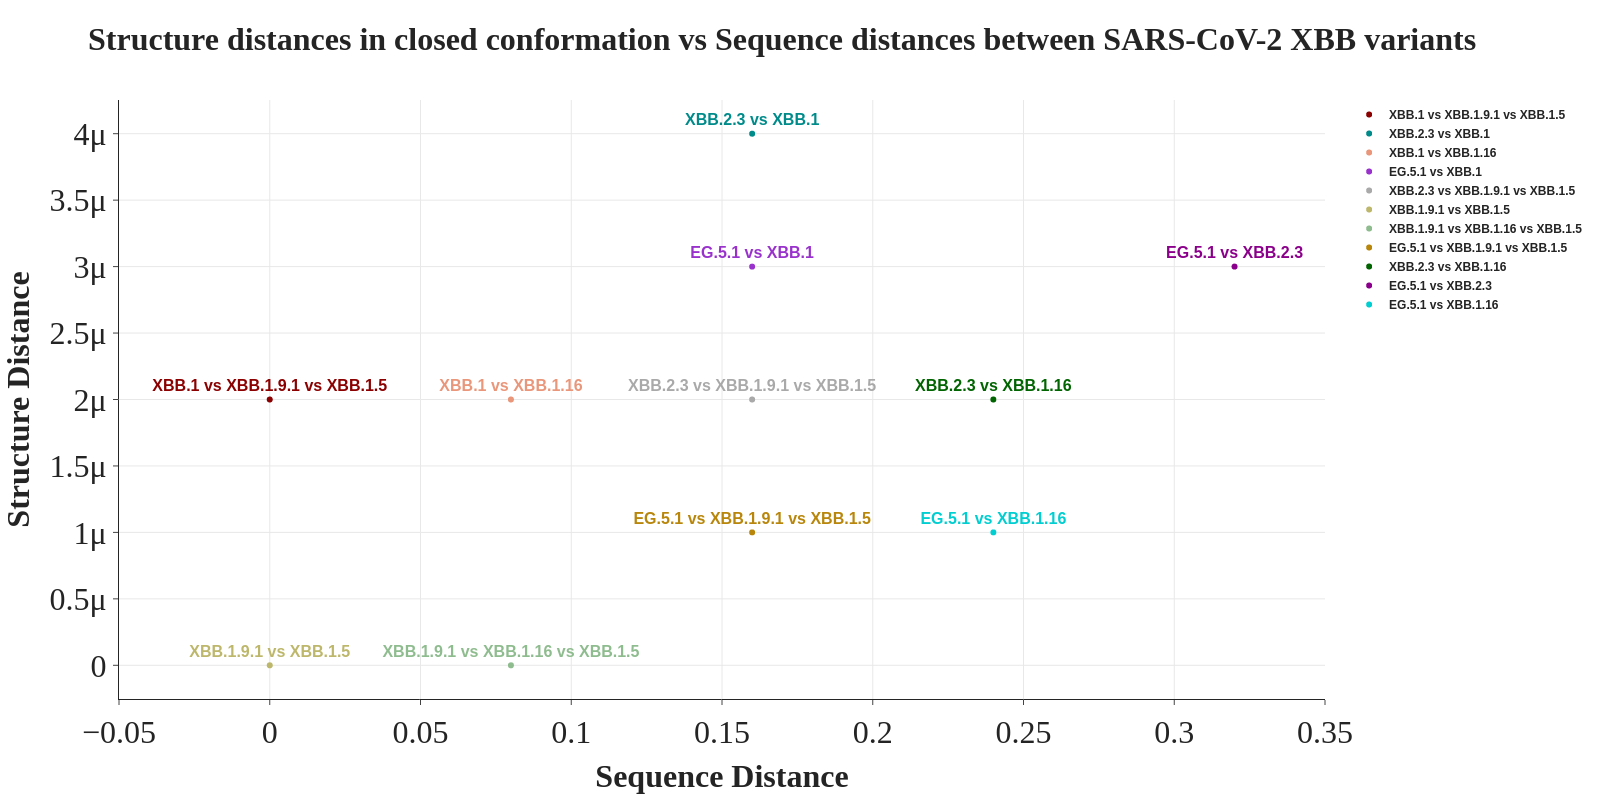 Structure distances in closed conformation vs Sequence distances between SARS-CoV-2 XBB variants
Structure Distance
4μ
3.5μ
3μ
2.5μ
2μ
1.5μ
1μ
0.5μ
0
XBB.2.3 vs XBB.1
EG.5.1 vs XBB.1
EG.5.1 vs XBB.2.3
XBB.1 vs XBB.1.9.1 vs XBB.1.5
XBB.1 vs XBB.1.16
XBB.2.3 vs XBB.1.9.1 vs XBB.1.5
XBB.2.3 vs XBB.1.16
EG.5.1 vs XBB.1.9.1 vs XBB.1.5
EG.5.1 vs XBB.1.16
XBB.1.9.1 vs XBB.1.5
XBB.1.9.1 vs XBB.1.16 vs XBB.1.5
−0.05
0
0.05
0.1
0.15
0.2
0.25
0.3
0.35
Sequence Distance
XBB.1 vs XBB.1.9.1 vs XBB.1.5
XBB.2.3 vs XBB.1
XBB.1 vs XBB.1.16
EG.5.1 vs XBB.1
XBB.2.3 vs XBB.1.9.1 vs XBB.1.5
XBB.1.9.1 vs XBB.1.5
XBB.1.9.1 vs XBB.1.16 vs XBB.1.5
EG.5.1 vs XBB.1.9.1 vs XBB.1.5
XBB.2.3 vs XBB.1.16
EG.5.1 vs XBB.2.3
EG.5.1 vs XBB.1.16